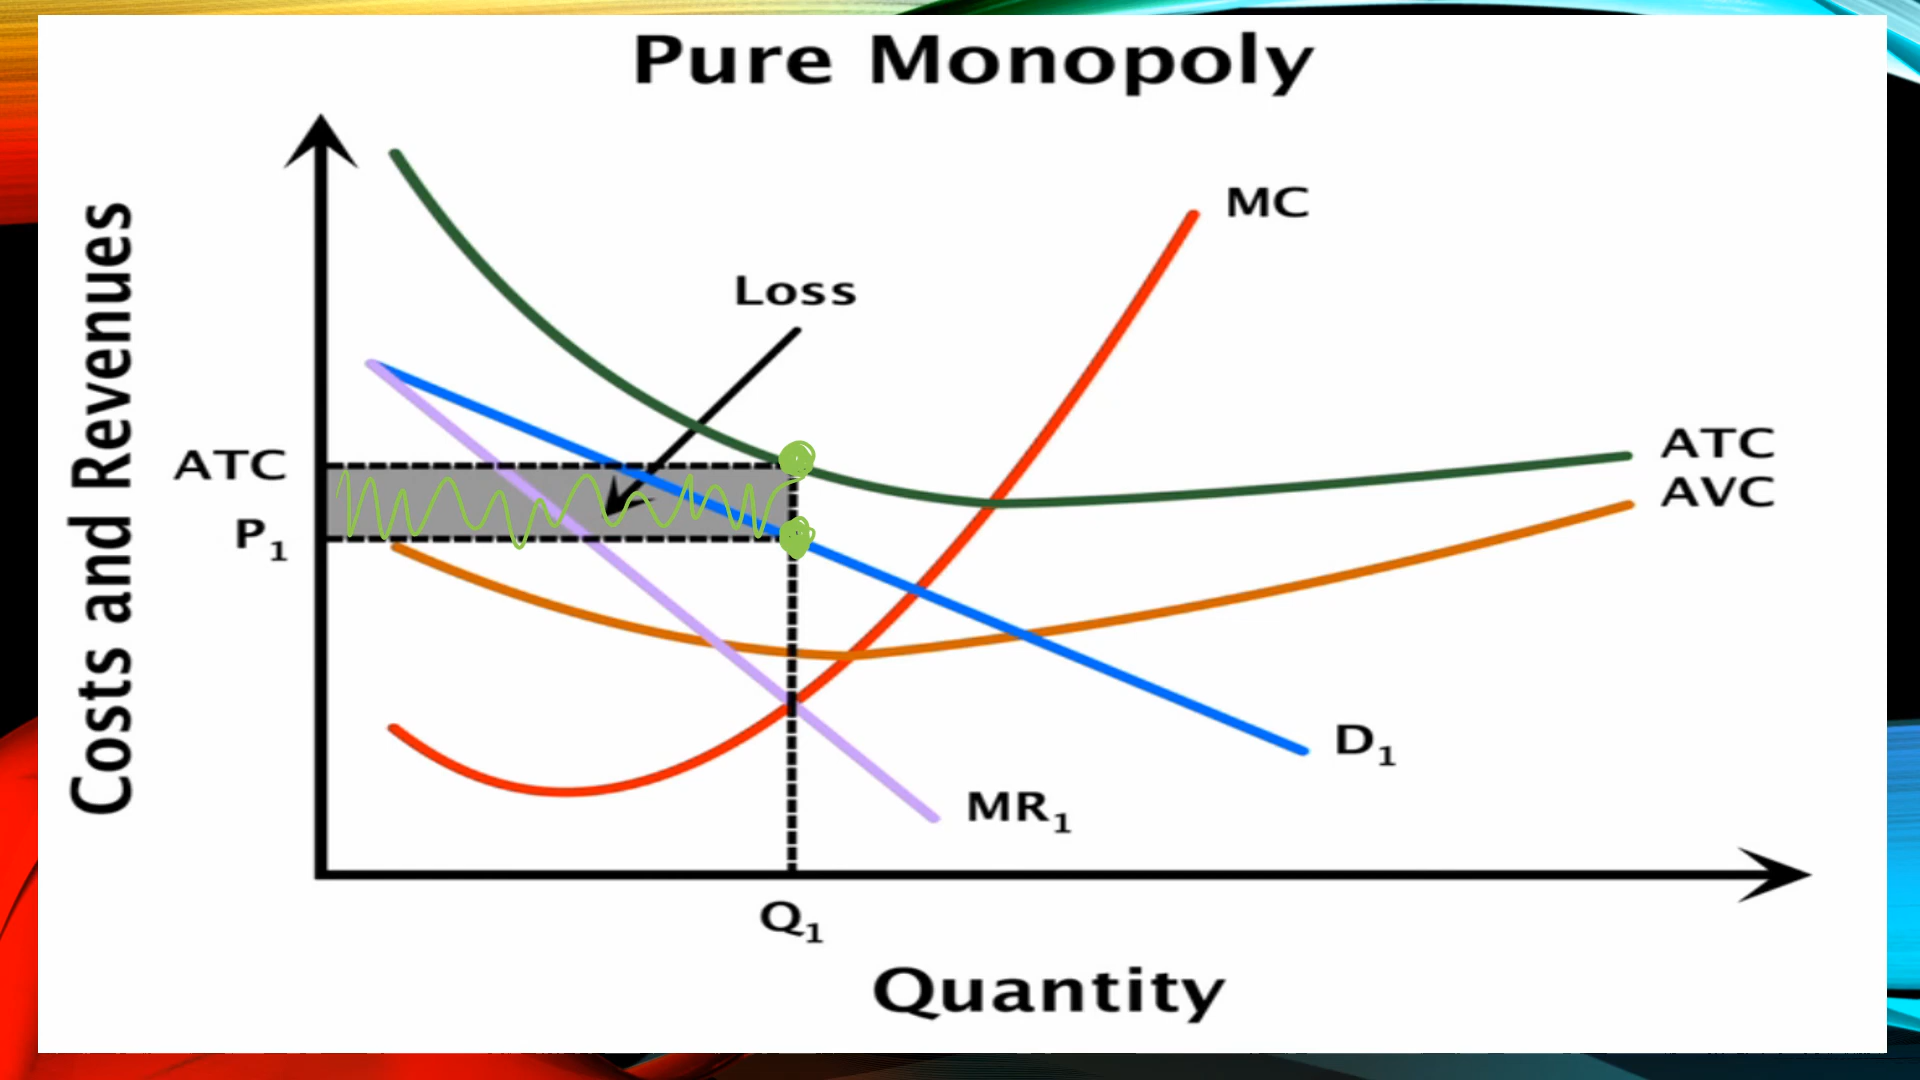 Pure Monopoly
MC
Loss
Costs and Revenues
ATC
ATC
AVC
P₁
D₁
MR₁
Q₁
Quantity